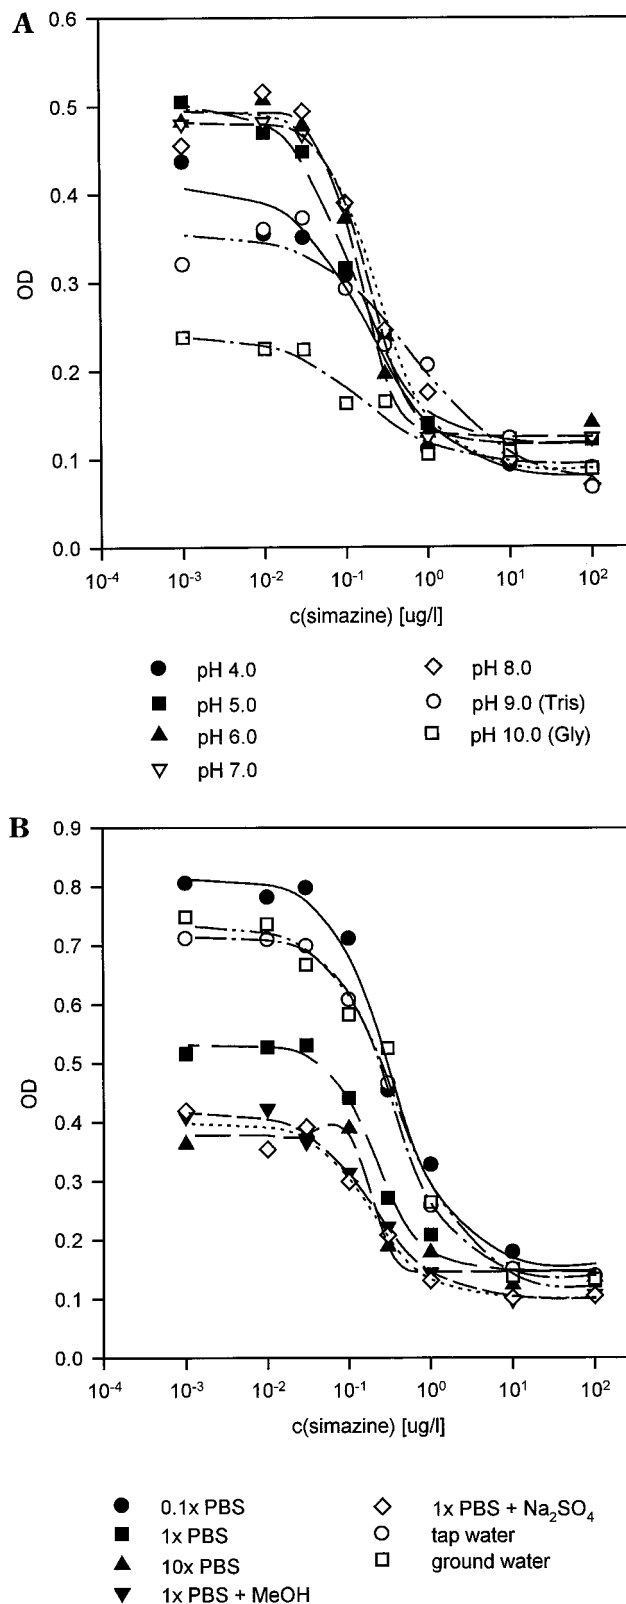 A
0.6
0.5
0.4
0.3
0.2
0.1
0.0
OD
10-4 10-3 10-2 10-1 100 101 102
c(simazine) [ug/l]
pH 4.0
pH 5.0
pH 6.0
pH 7.0
pH 8.0
pH 9.0 (Tris)
pH 10.0 (Gly)
B
0.9
0.8
0.7
0.6
0.5
0.4
0.3
0.2
0.1
0.0
OD
10-4 10-3 10-2 10-1 100 101 102
c(simazine) [ug/l]
0.1x PBS
1x PBS
10x PBS
1x PBS + MeOH
1x PBS + Na2SO4
tap water
ground water